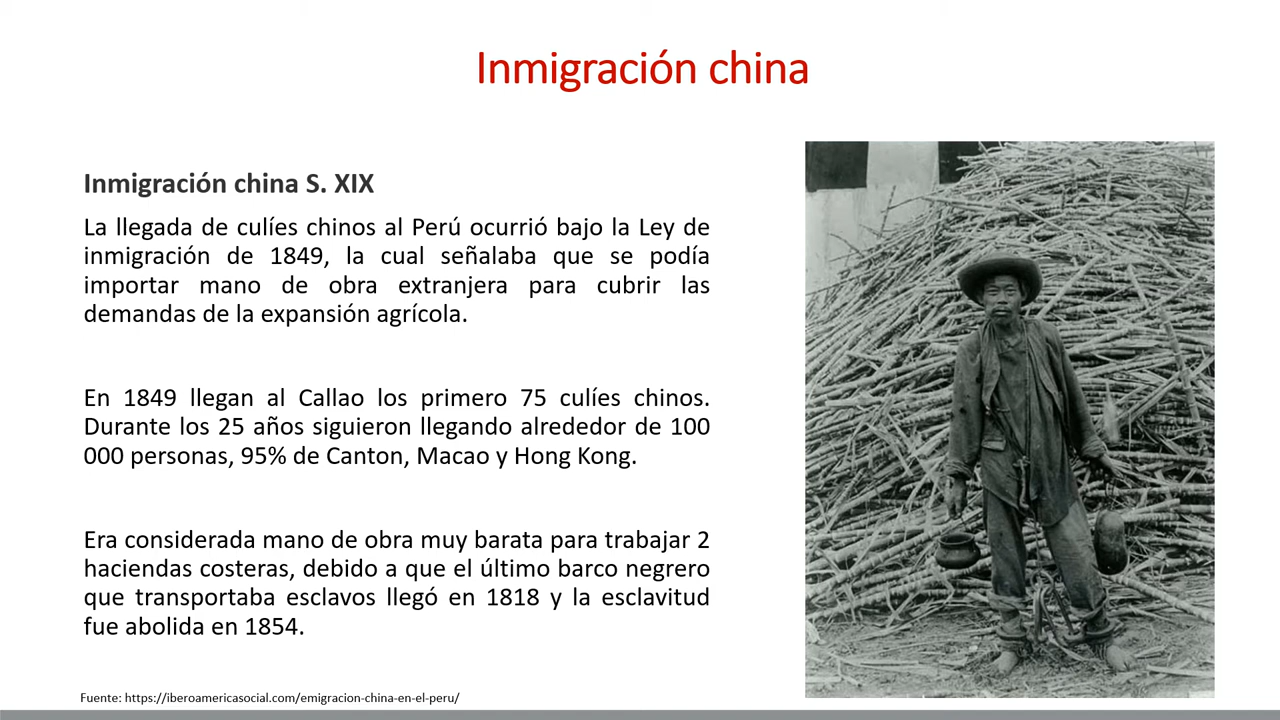 Inmigración china
Inmigración china S. XIX
La llegada de culíes chinos al Perú ocurrió bajo la Ley de
inmigración de 1849, la cual señalaba que se podía
importar mano de obra extranjera para cubrir las
demandas de la expansión agrícola.
En 1849 llegan al Callao los primero 75 culíes chinos.
Durante los 25 años siguieron llegando alrededor de 100
000 personas, 95% de Canton, Macao y Hong Kong.
Era considerada mano de obra muy barata para trabajar 2
haciendas costeras, debido a que el último barco negrero
que transportaba esclavos llegó en 1818 y la esclavitud
fue abolida en 1854.
Fuente: https://iberoamericasocial.com/emigracion-china-en-el-peru/